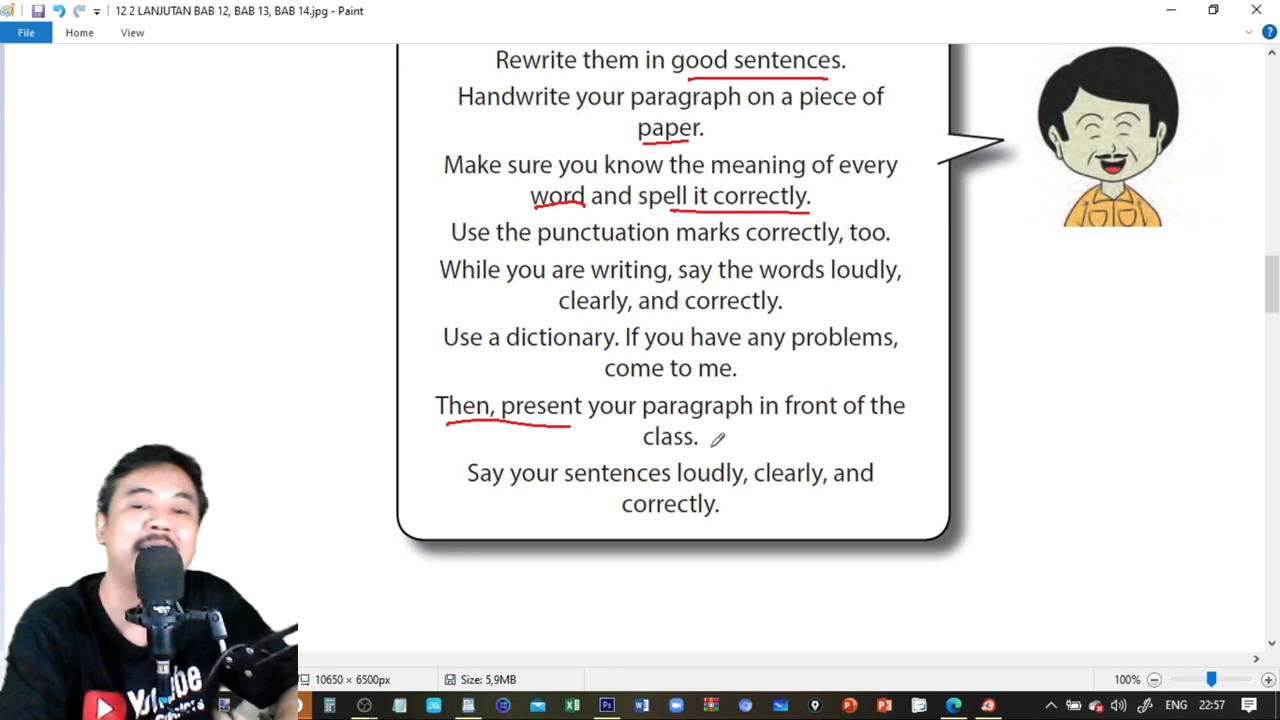 12 2 LANJUTAN BAB 12, BAB 13, BAB 14.jpg - Paint
File Home View
Rewrite them in good sentences.
Handwrite your paragraph on a piece of
paper.
Make sure you know the meaning of every
word and spell it correctly.
Use the punctuation marks correctly, too.
While you are writing, say the words loudly,
clearly, and correctly.
Use a dictionary. If you have any problems,
come to me.
Then, present your paragraph in front of the
class.
Say your sentences loudly, clearly, and
correctly.
YouTube
10650 × 6500px
Size: 5,9MB
100%
ENG
22:57